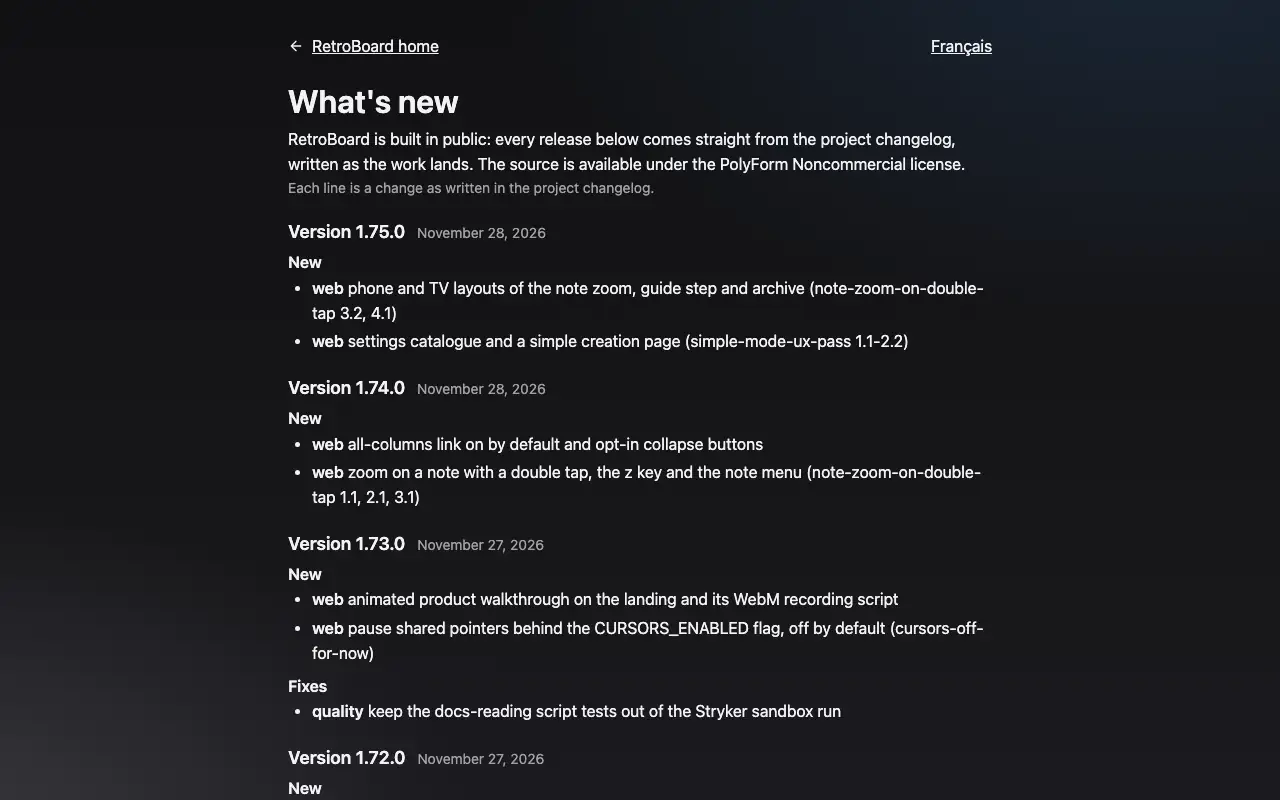 ← RetroBoard home
Français
What's new
RetroBoard is built in public: every release below comes straight from the project changelog,
written as the work lands. The source is available under the PolyForm Noncommercial license.
Each line is a change as written in the project changelog.
Version 1.75.0 November 28, 2026
New
• web phone and TV layouts of the note zoom, guide step and archive (note-zoom-on-double-
tap 3.2, 4.1)
• web settings catalogue and a simple creation page (simple-mode-ux-pass 1.1-2.2)
Version 1.74.0 November 28, 2026
New
• web all-columns link on by default and opt-in collapse buttons
• web zoom on a note with a double tap, the z key and the note menu (note-zoom-on-double-
tap 1.1, 2.1, 3.1)
Version 1.73.0 November 27, 2026
New
• web animated product walkthrough on the landing and its WebM recording script
• web pause shared pointers behind the CURSORS_ENABLED flag, off by default (cursors-off-
for-now)
Fixes
• quality keep the docs-reading script tests out of the Stryker sandbox run
Version 1.72.0 November 27, 2026
New